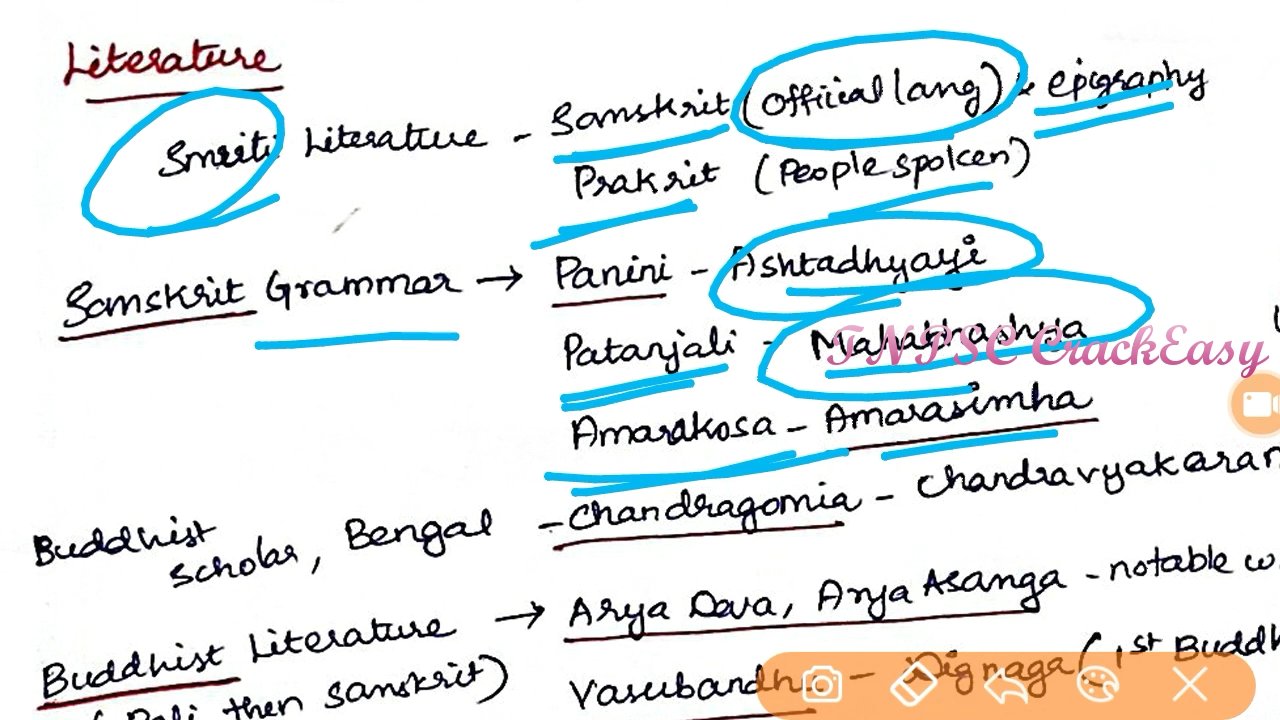 Literature
Smriti Literature - Samskrit (Official lang) & epigraphy
Prakrit (People spoken)
Samskrit Grammar → Panini - Ashtadhyayi
Patanjali - Mahabhashya
TNPSC CrackEasy
Amarakosa - Amarasimha
Buddhist scholar, Bengal - Chandragomia - Chandravyakaran
Buddhist Literature → Arya Deva, Arya Asanga - notable w
(Pali then Sanskrit) Vasubandhu - Dignaga (1st Buddh